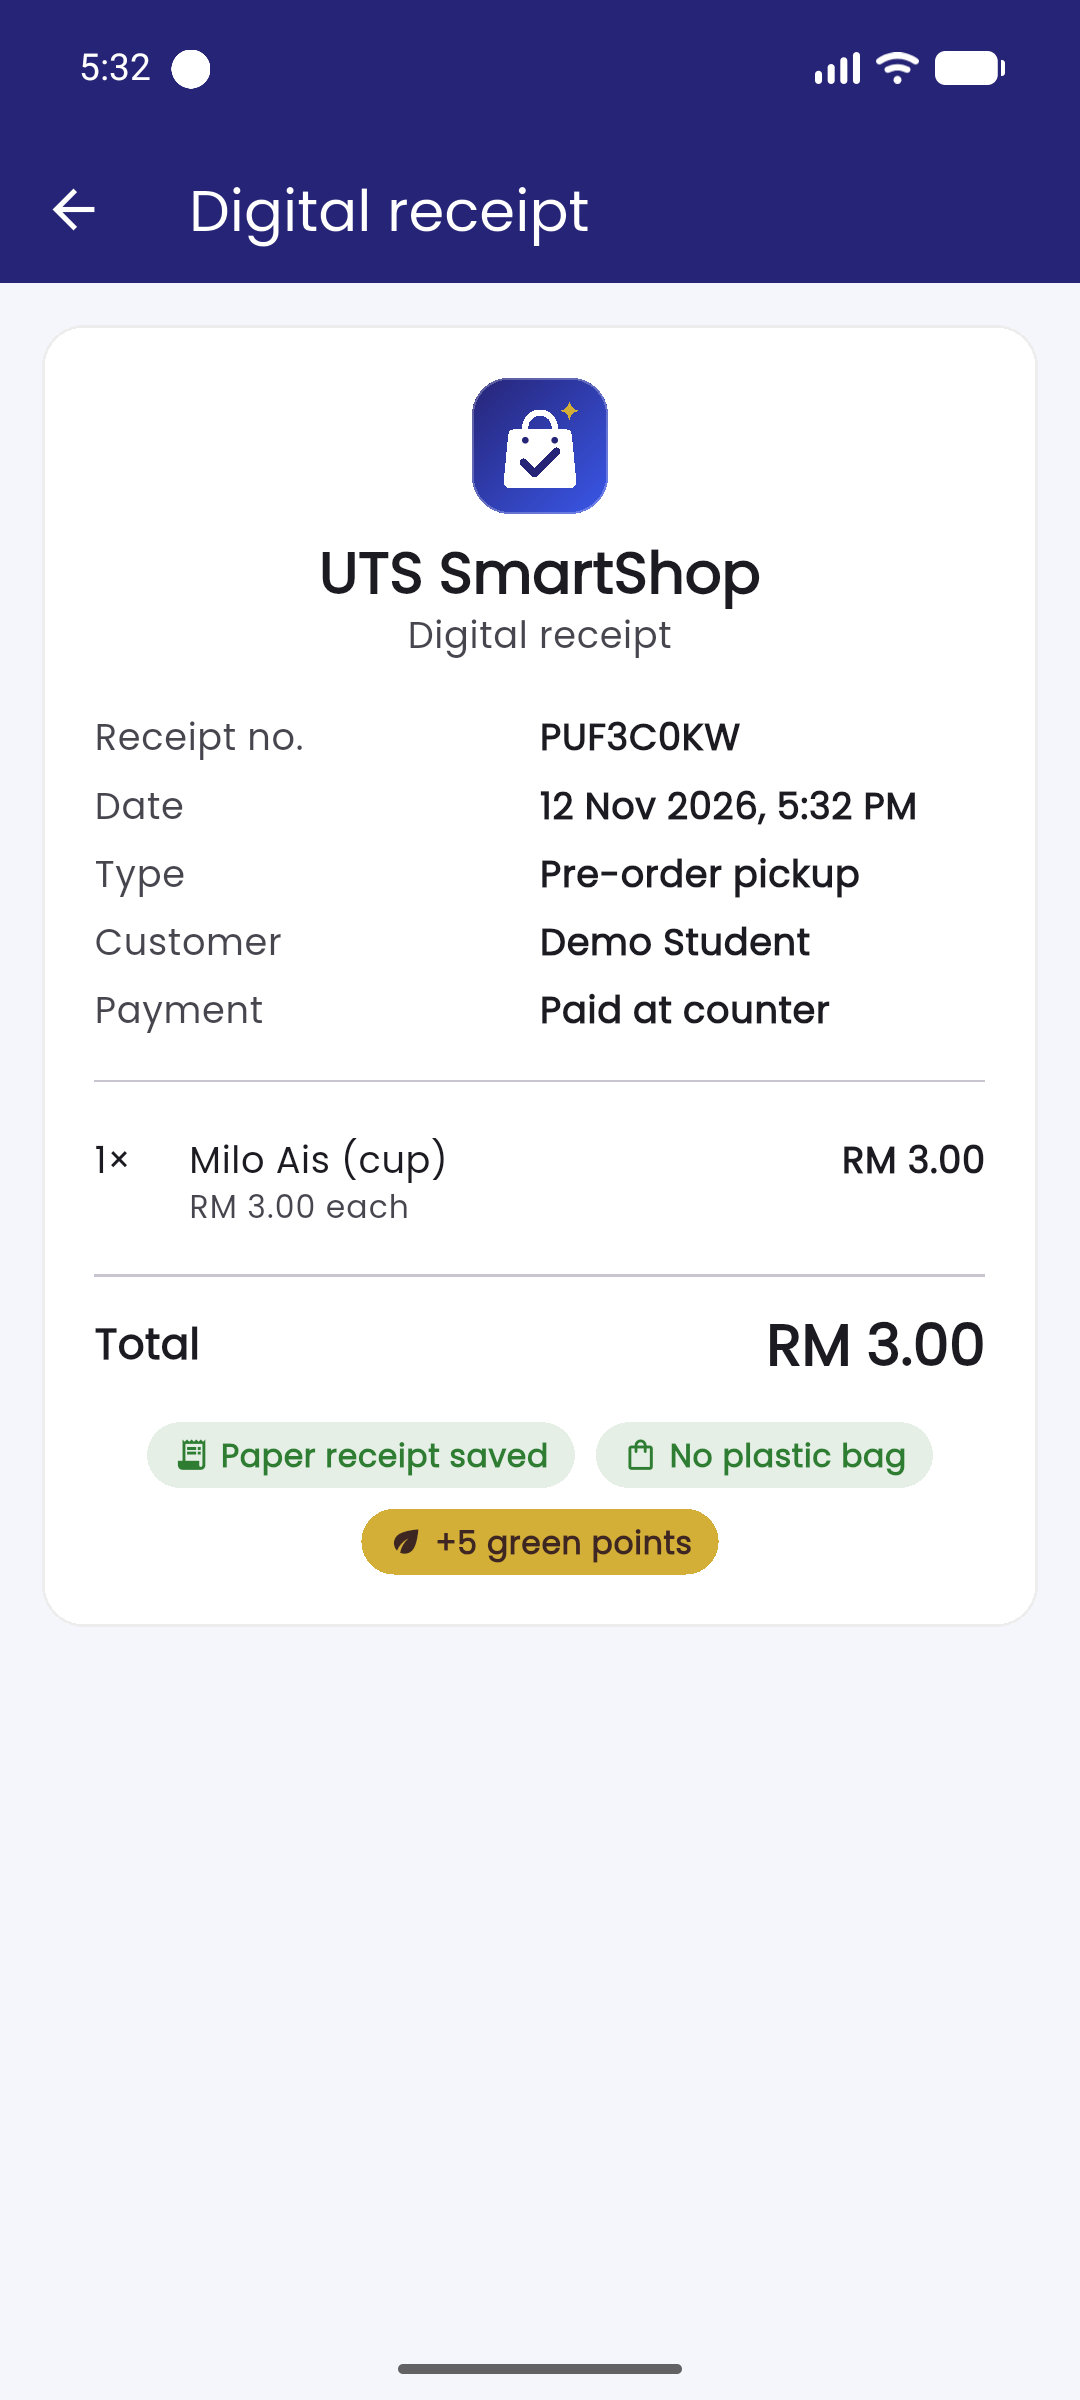 5:32
Digital receipt
UTS SmartShop
Digital receipt
Receipt no. PUF3C0KW
Date 12 Nov 2026, 5:32 PM
Type Pre-order pickup
Customer Demo Student
Payment Paid at counter
1× Milo Ais (cup) RM 3.00
RM 3.00 each
Total RM 3.00
Paper receipt saved No plastic bag
+5 green points